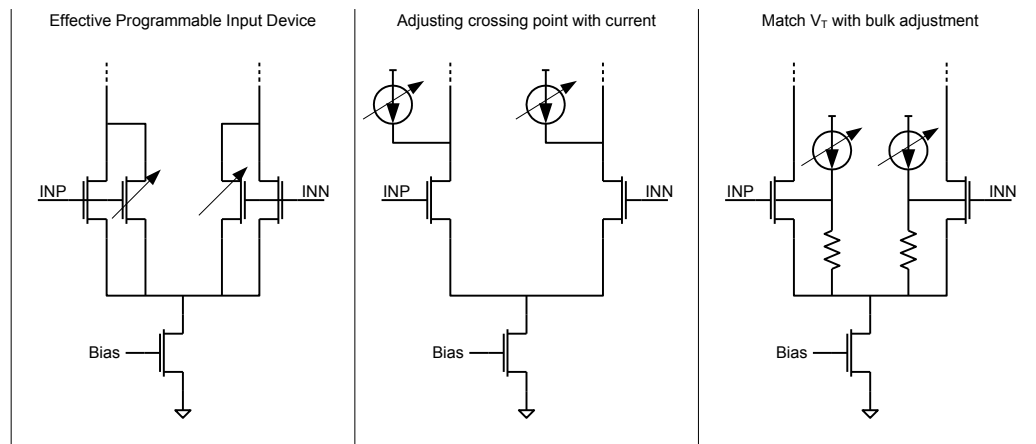 Effective Programmable Input Device
Adjusting crossing point with current
Match V_T with bulk adjustment
INP
INN
INP
INN
INP
INN
Bias
Bias
Bias